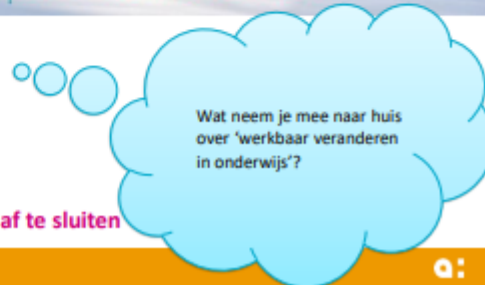 Wat neem je mee naar huis
over ‘werkbaar veranderen
in onderwijs’?
af te sluiten
a: